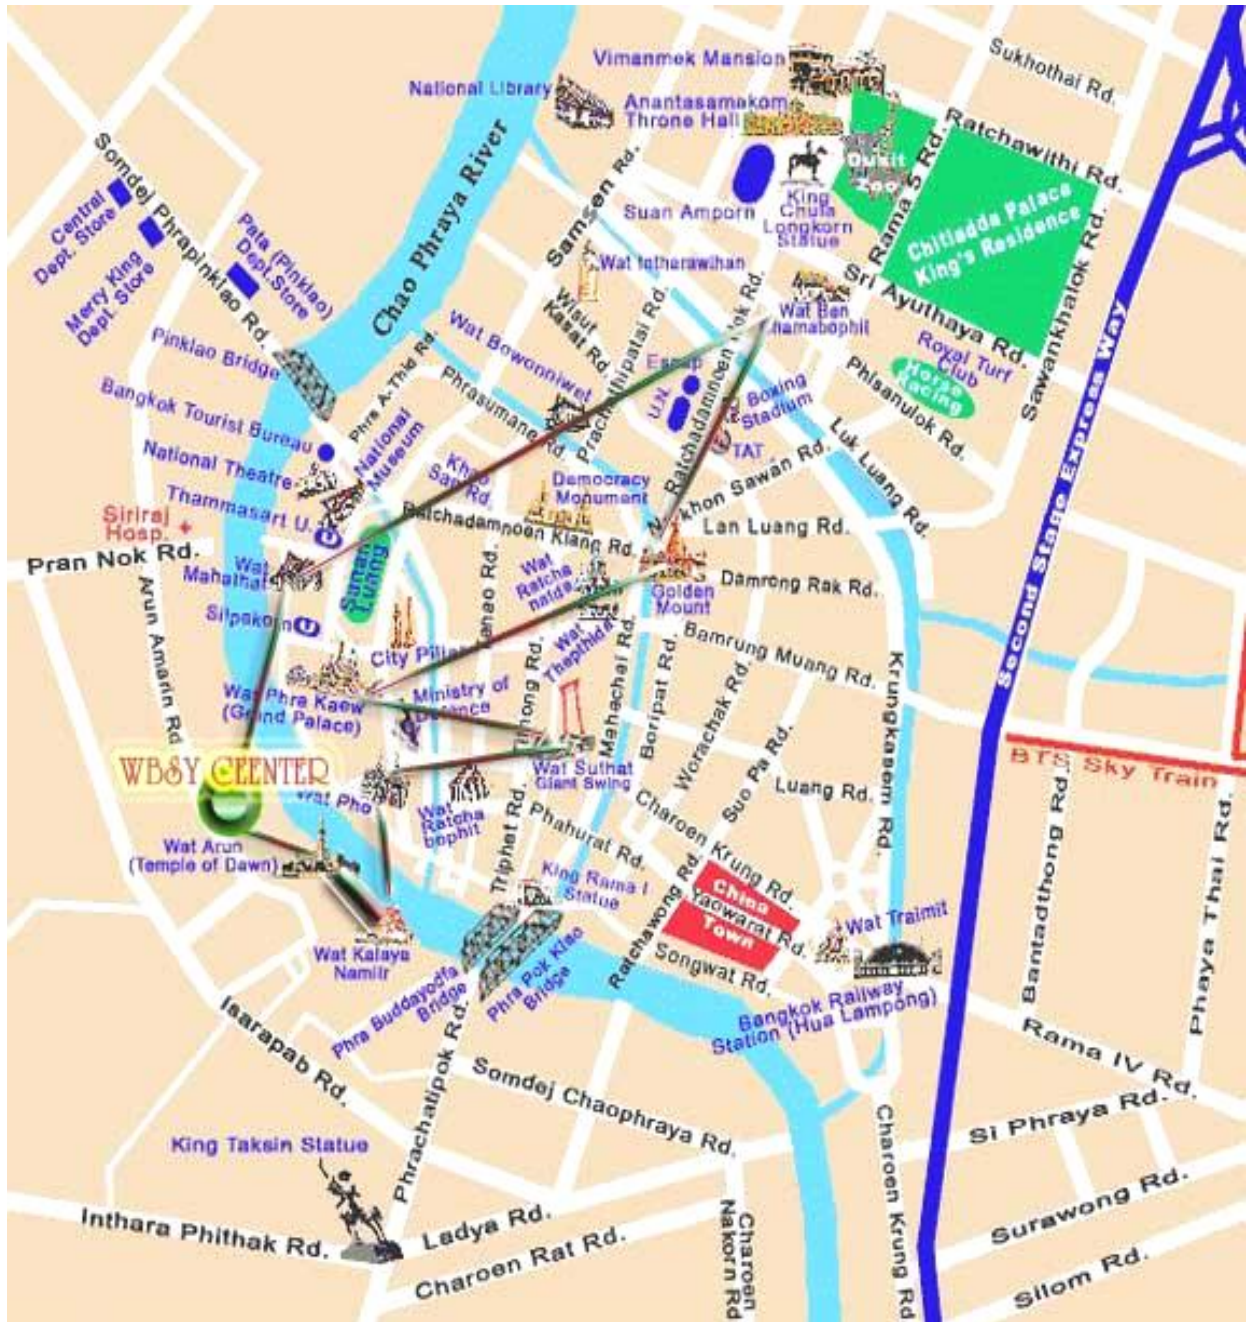 Vimanmek Mansion
Sukhothai Rd.
National Library
Anantasamakom
Throne Hall
Ratchawithi Rd.
Dukit
Zoo
Rama 5 Rd.
Chitladda Palace
King's Residence
Somdej Phrapinklao Rd.
Chao Phraya River
Samsen Rd.
Suan Amporn
King
Chula
Longkorn
Statue
Central
Dept. Store
Merry King
Dept. Store
Pata (Pinklao)
Dept.Store
Wat Intharawihan
Sri Ayuthaya Rd.
Sawankhalok Rd.
Second Stage Express Way
Wat Ben
hamabophit
Royal Turf
Club
Horse
Racing
Pinklao Bridge
Phra A-Thid Rd.
Wat Bowonniwet
Wisut
Kasat Rd.
Prachathipatai Rd.
Ratchadamnoen Nok Rd.
Phisanulok Rd.
Escap
U.N.
Boxing
Stadium
TAT
Luk Luang Rd.
Bangkok Tourist Bureau
National
Museum
Phrasumane Rd.
National Theatre
Thammasart U.
Khao
San Rd.
Democracy
Monument
Nakhon Sawan Rd.
Lan Luang Rd.
Siriraj
Hosp. +
Pran Nok Rd.
Ratchadamnoen Klang Rd.
Wat
Mahathat
Sanam
Luang
Wat
Ratcha
nadda
Golden
Mount
Damrong Rak Rd.
Arun Amarin Rd
Silpakorn
City Pillar
Tanao Rd.
Wat
Thepthida
Bamrung Muang Rd.
Wat Phra Kaew
(Grand Palace)
Ministry of
Defence
Mahachai Rd.
Boripat Rd.
Worachak Rd.
Krungkasem Rd.
BTS Sky Train
WBSY CEENTER
Wat Pho
Wat
Ratcha
bophit
Wat Suthat
Giant Swing
Suo Pa Rd.
Luang Rd.
Charoen Krung Rd.
Wat Arun
(Temple of Dawn)
Triphet Rd.
Phahurat Rd.
King Rama I
Statue
China
Town
Yaowarat Rd.
Ratchawong Rd.
Songwat Rd.
Wat Traimit
Bantadthong Rd.
Phaya Thai Rd.
Wat Kalaya
Namitr
Phra Buddayodfa
Bridge
Phra Pok Klao
Bridge
Bangkok Railway
Station (Hua Lampong)
Isarapab Rd.
Rama IV Rd.
Somdej Chaophraya Rd.
Si Phraya Rd.
Phrachatipok Rd.
King Taksin Statue
Charoen Krung Rd
Surawong Rd.
Inthara Phithak Rd.
Ladya Rd.
Charoen Rat Rd.
Charoen
Nakorn Rd
Silom Rd.